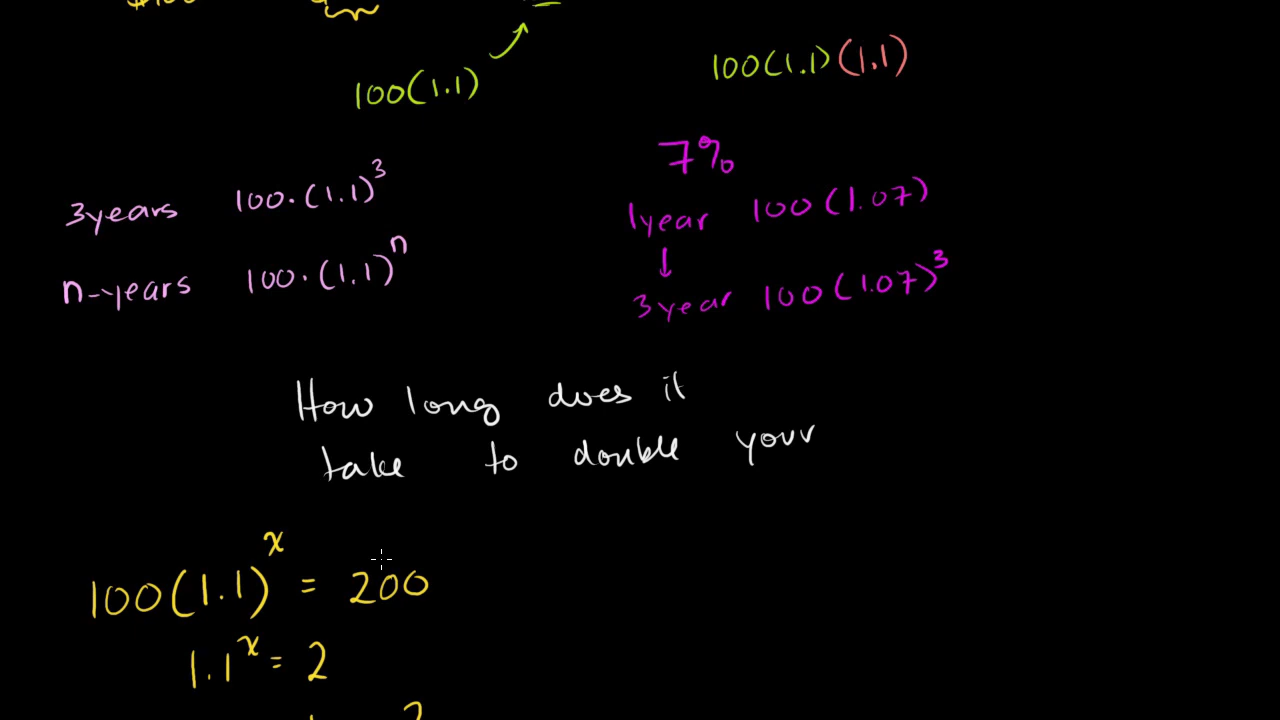 $100
100(1.1)
100(1.1)(1.1)
3years 100·(1.1)^3
n-years 100·(1.1)^n
7%
1year 100(1.07)
↓
3year 100(1.07)^3
How long does it
take to double your
100(1.1)^x = 200
1.1^x = 2